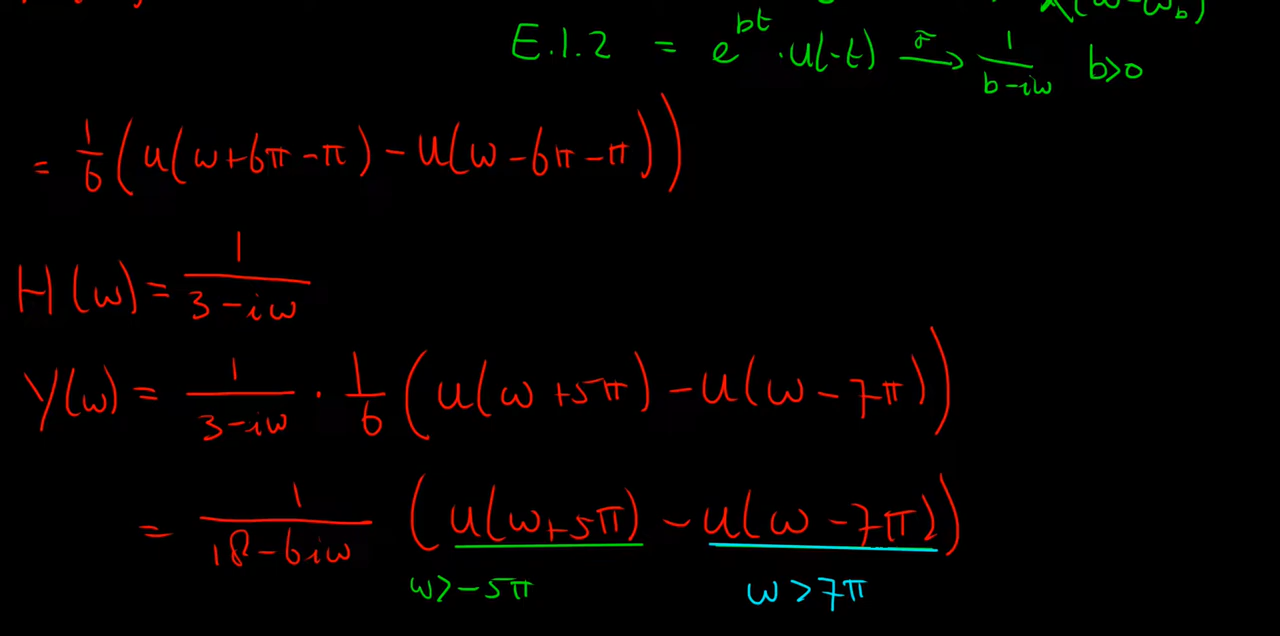 (ω-ω_b)
E.1.2 = e^{bt} · u(-t) →^{𝓕} 1/(b-iω) b>0
= 1/6 (u(ω+6π-π) - u(ω-6π-π)))
H(ω) = 1/(3-iω)
Y(ω) = 1/(3-iω) · 1/6 (u(ω+5π) - u(ω-7π))
= 1/(18-6iω) (u(ω+5π) - u(ω-7π))
ω>-5π ω>7π